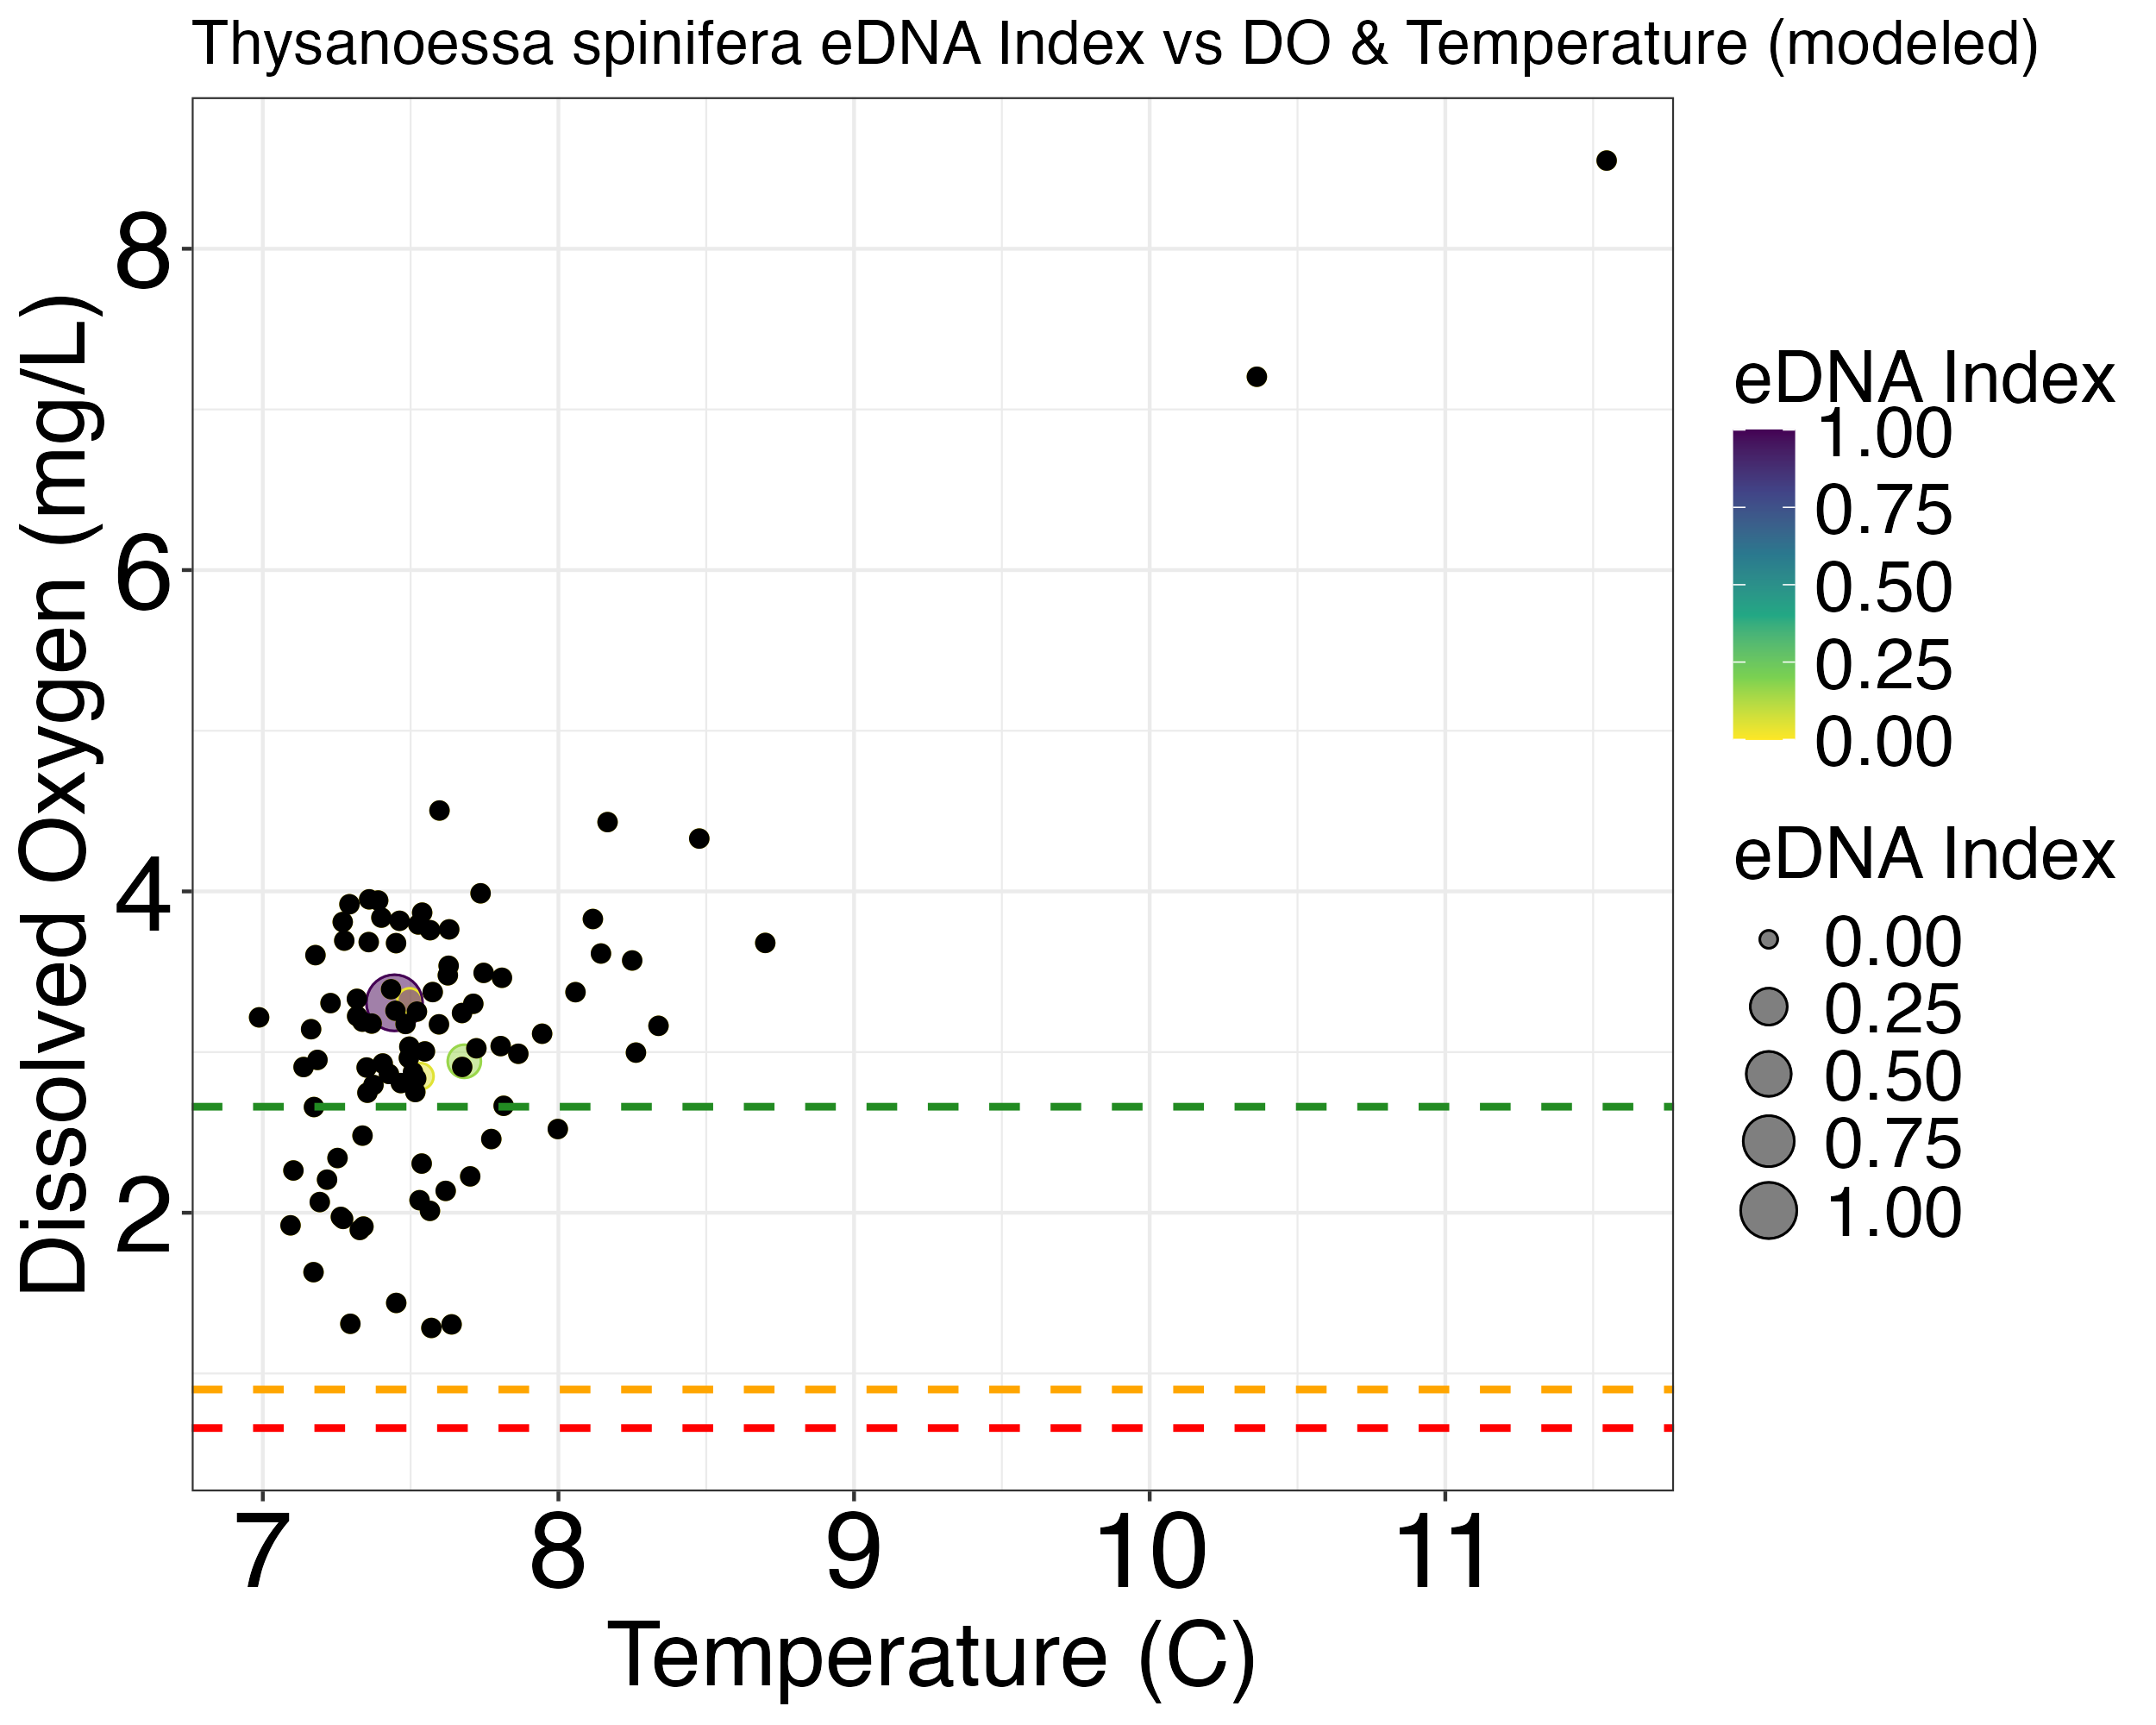 Thysanoessa spinifera eDNA Index vs DO & Temperature (modeled)
Dissolved Oxygen (mg/L)
8
6
4
2
7 8 9 10 11
Temperature (C)
eDNA Index
1.00
0.75
0.50
0.25
0.00
eDNA Index
0.00
0.25
0.50
0.75
1.00